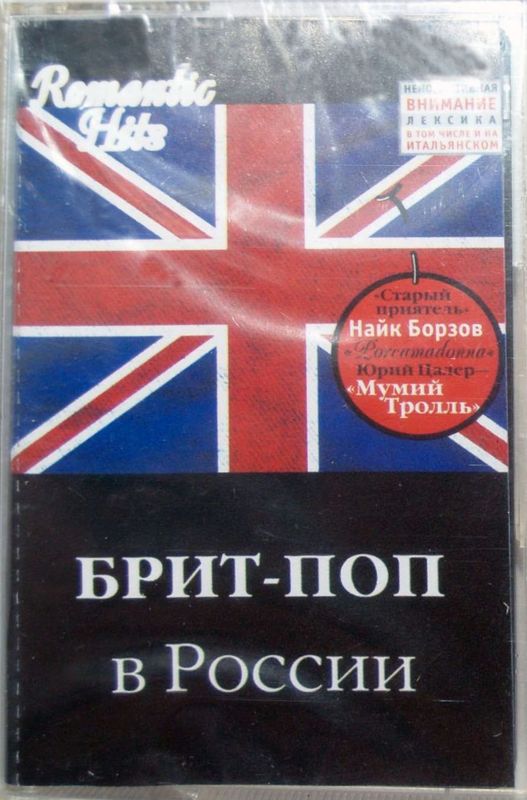 Romantic
Hits
ВНИМАНИЕ
ЛЕКСИКА
В ТОМ ЧИСЛЕ И НА
ИТАЛЬЯНСКОМ
«Старый
приятель»
Найк Борзов
«Porcamadonna»
Юрий Цалер—
«Мумий
Тролль»
БРИТ-ПОП
в России